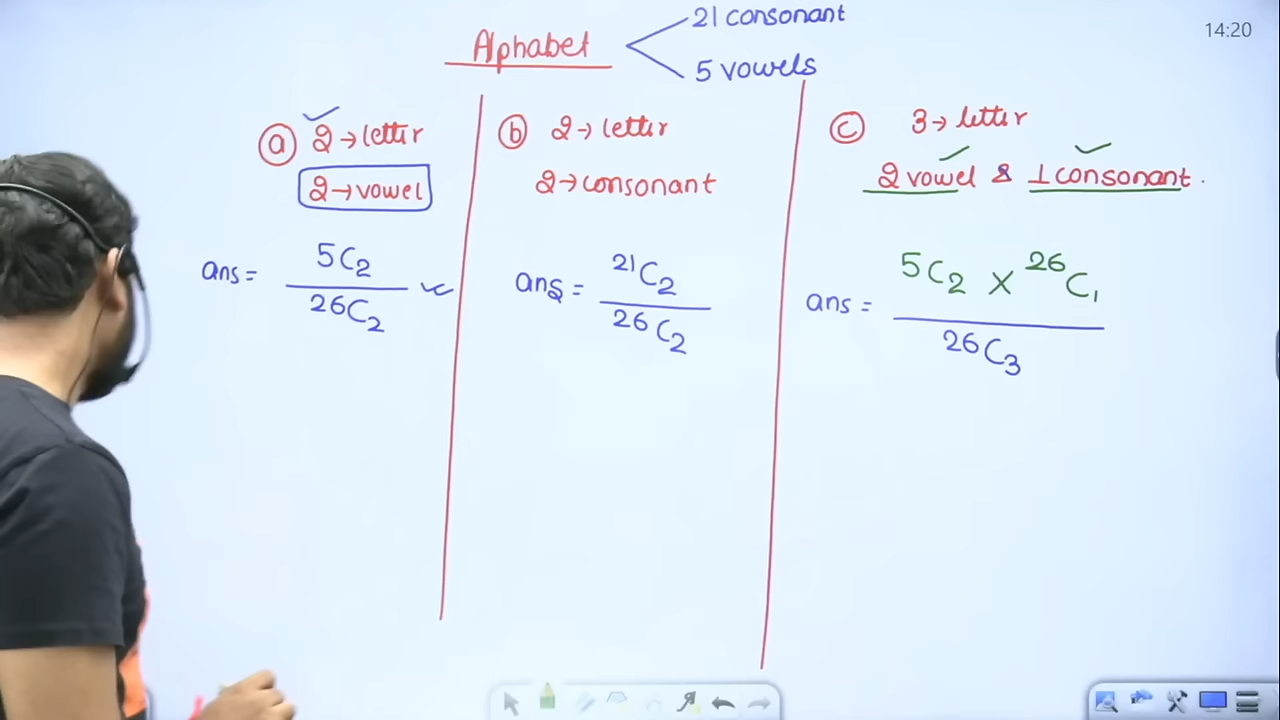 Alphabet
21 consonant
5 vowels
14:20
ⓐ 2→letter
2→vowel
ans = 5C2 / 26C2
ⓑ 2→letter
2→consonant
ans = 21C2 / 26C2
ⓒ 3→letter
2 vowel & 1 consonant.
ans = 5C2 × 26C1 / 26C3